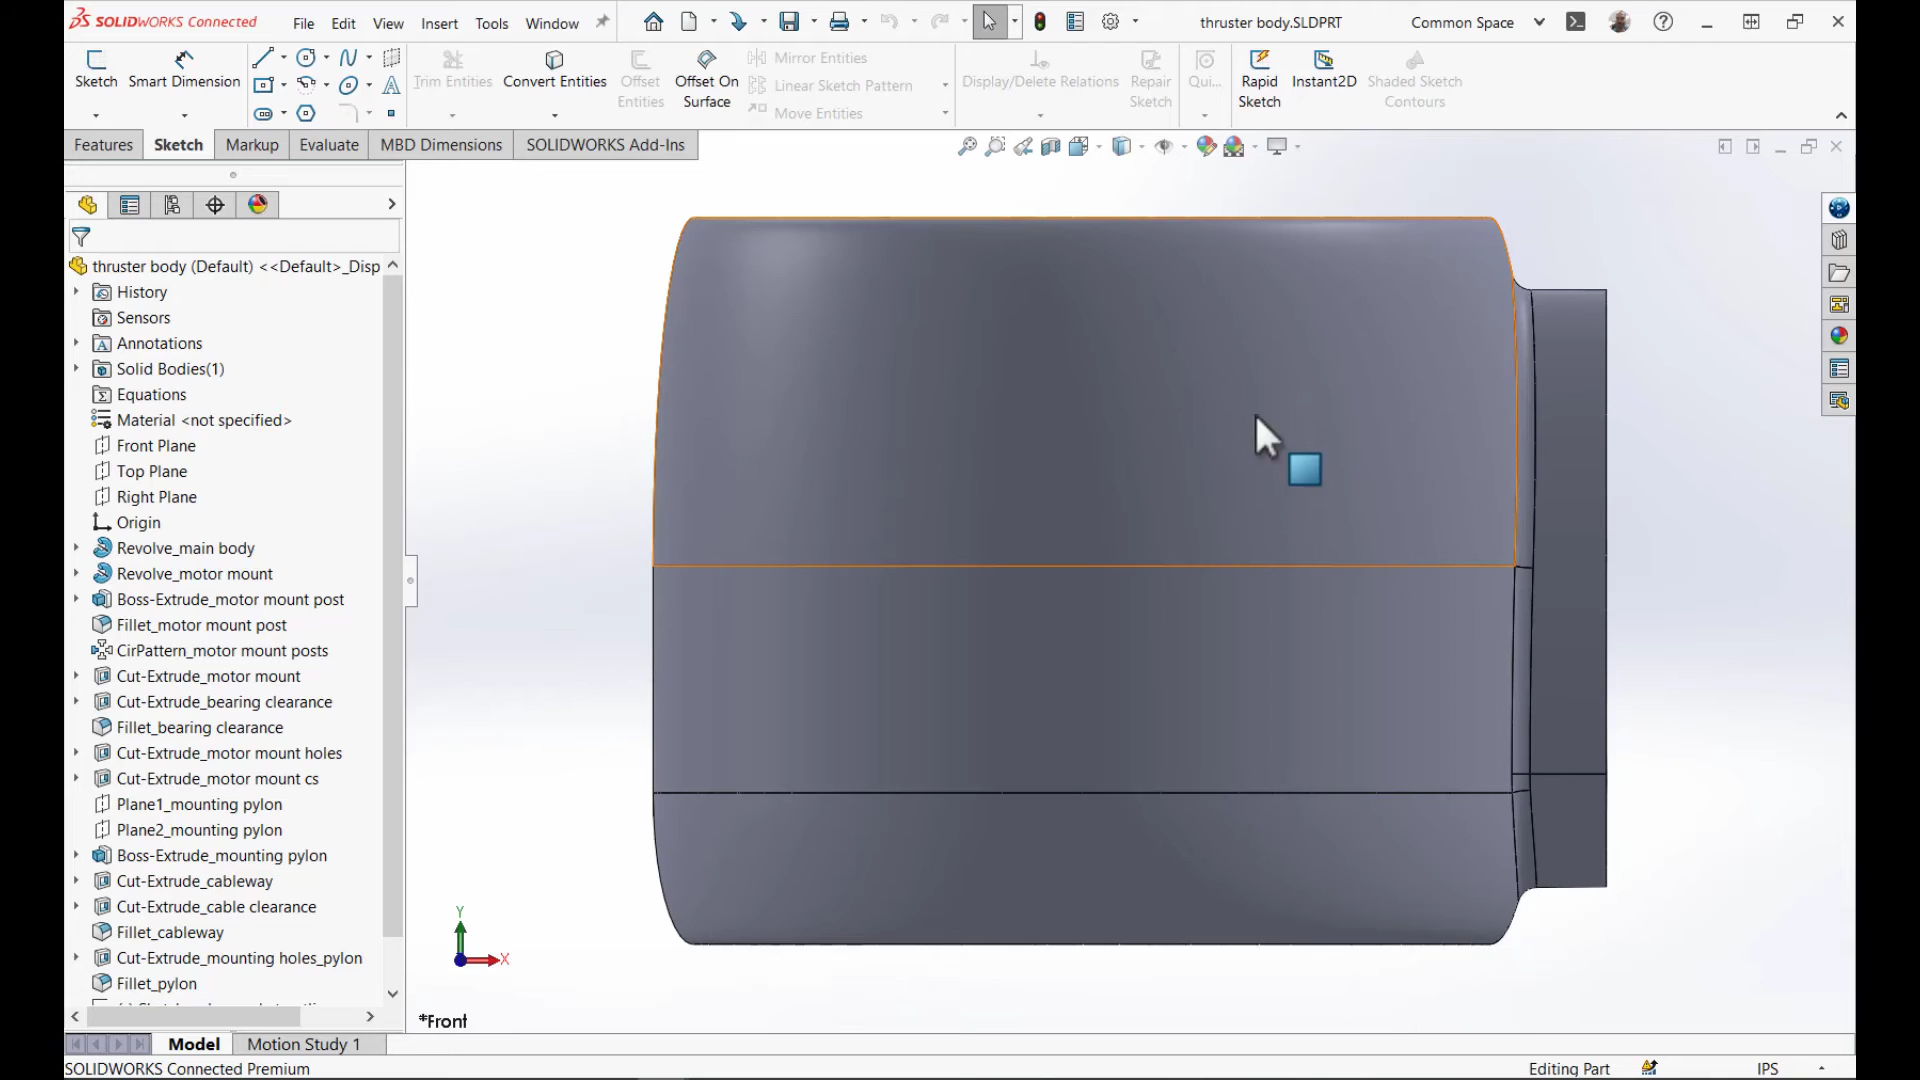 SOLIDWORKS Connected File Edit View Insert Tools Window thruster body.SLDPRT Common Space
Sketch Smart Dimension Trim Entities Convert Entities Offset Entities Offset On Surface Mirror Entities Linear Sketch Pattern Move Entities Display/Delete Relations Repair Sketch Qui... Rapid Sketch Instant2D Shaded Sketch Contours
Features Sketch Markup Evaluate MBD Dimensions SOLIDWORKS Add-Ins
thruster body (Default) <<Default>_Disp
History
Sensors
Annotations
Solid Bodies(1)
Equations
Material <not specified>
Front Plane
Top Plane
Right Plane
Origin
Revolve_main body
Revolve_motor mount
Boss-Extrude_motor mount post
Fillet_motor mount post
CirPattern_motor mount posts
Cut-Extrude_motor mount
Cut-Extrude_bearing clearance
Fillet_bearing clearance
Cut-Extrude_motor mount holes
Cut-Extrude_motor mount cs
Plane1_mounting pylon
Plane2_mounting pylon
Boss-Extrude_mounting pylon
Cut-Extrude_cableway
Cut-Extrude_cable clearance
Fillet_cableway
Cut-Extrude_mounting holes_pylon
Fillet_pylon
Y
X
*Front
Model Motion Study 1
SOLIDWORKS Connected Premium Editing Part IPS